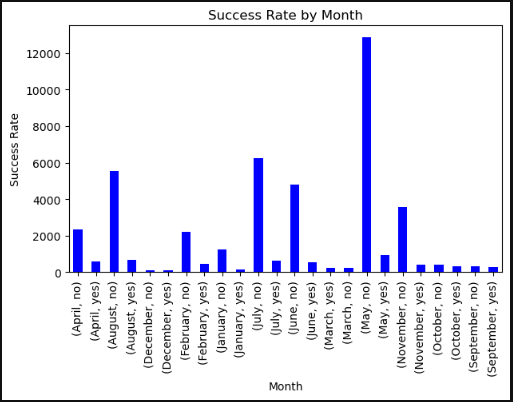 Success Rate by Month
Success Rate
12000
10000
8000
6000
4000
2000
0
(April, no)
(April, yes)
(August, no)
(August, yes)
(December, no)
(December, yes)
(February, no)
(February, yes)
(January, no)
(January, yes)
(July, no)
(July, yes)
(June, no)
(June, yes)
(March, yes)
(March, no)
(May, no)
(May, yes)
(November, no)
(November, yes)
(October, no)
(October, yes)
(September, no)
(September, yes)
Month